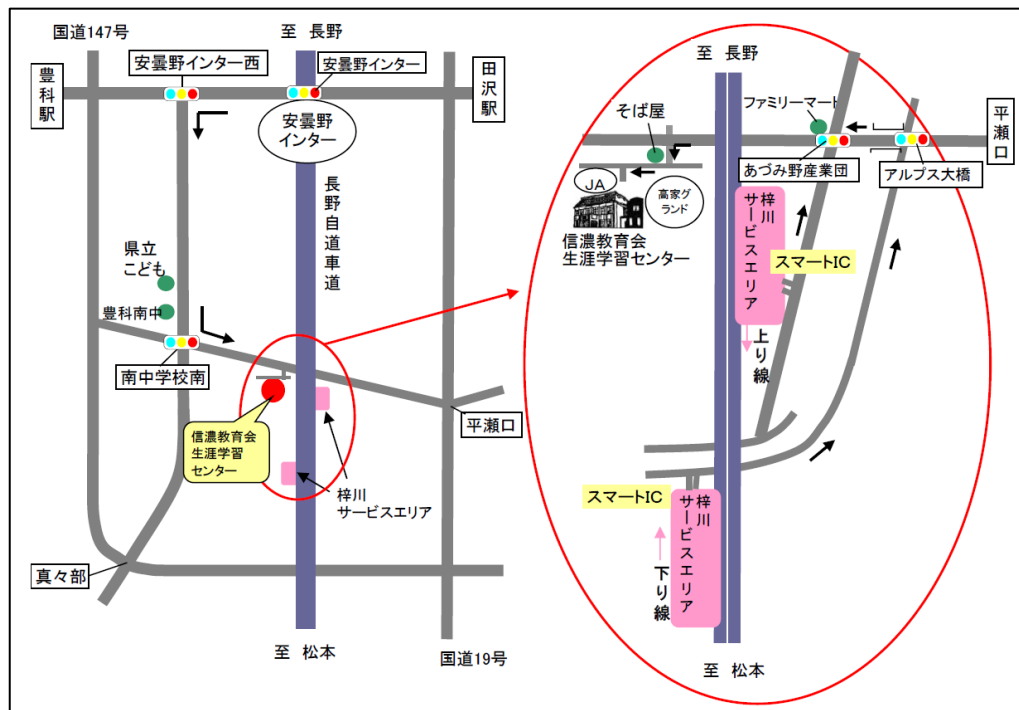 国道147号
至 長野
安曇野インター西
安曇野インター
豊科駅
田沢駅
安曇野
インター
長野自道車道
県立
こども
豊科南中
南中学校南
信濃教育会
生涯学習
センター
平瀬口
梓川
サービスエリア
真々部
至 松本
国道19号
至 長野
ファミリーマート
そば屋
平瀬口
あづみ野産業団
アルプス大橋
JA
高家グ
ランド
信濃教育会
生涯学習センター
梓川
サービスエリア
スマートIC
上り線
スマートIC
梓川
サービスエリア
下り線
至 松本